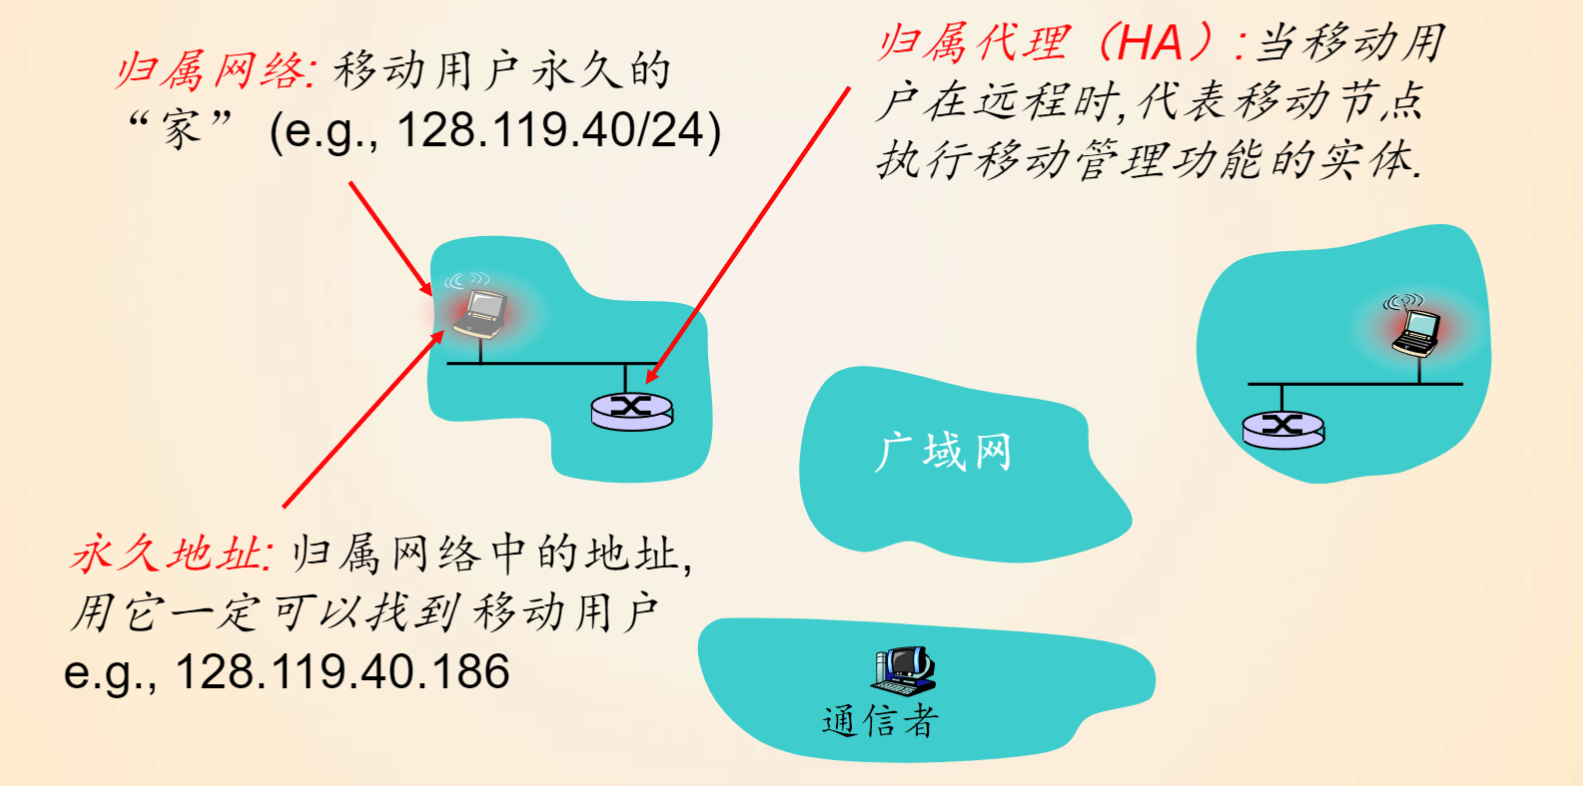 归属网络: 移动用户永久的
“家” (e.g., 128.119.40/24)
归属代理（HA）:当移动用
户在远程时,代表移动节点
执行移动管理功能的实体.
广域网
永久地址: 归属网络中的地址,
用它一定可以找到 移动用户
e.g., 128.119.40.186
通信者